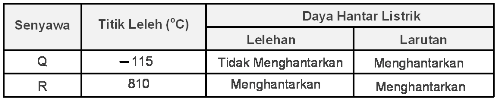 Senyawa Titik Leleh (°C) Daya Hantar Listrik
Lelehan Larutan
Q −115 Tidak Menghantarkan Menghantarkan
R 810 Menghantarkan Menghantarkan